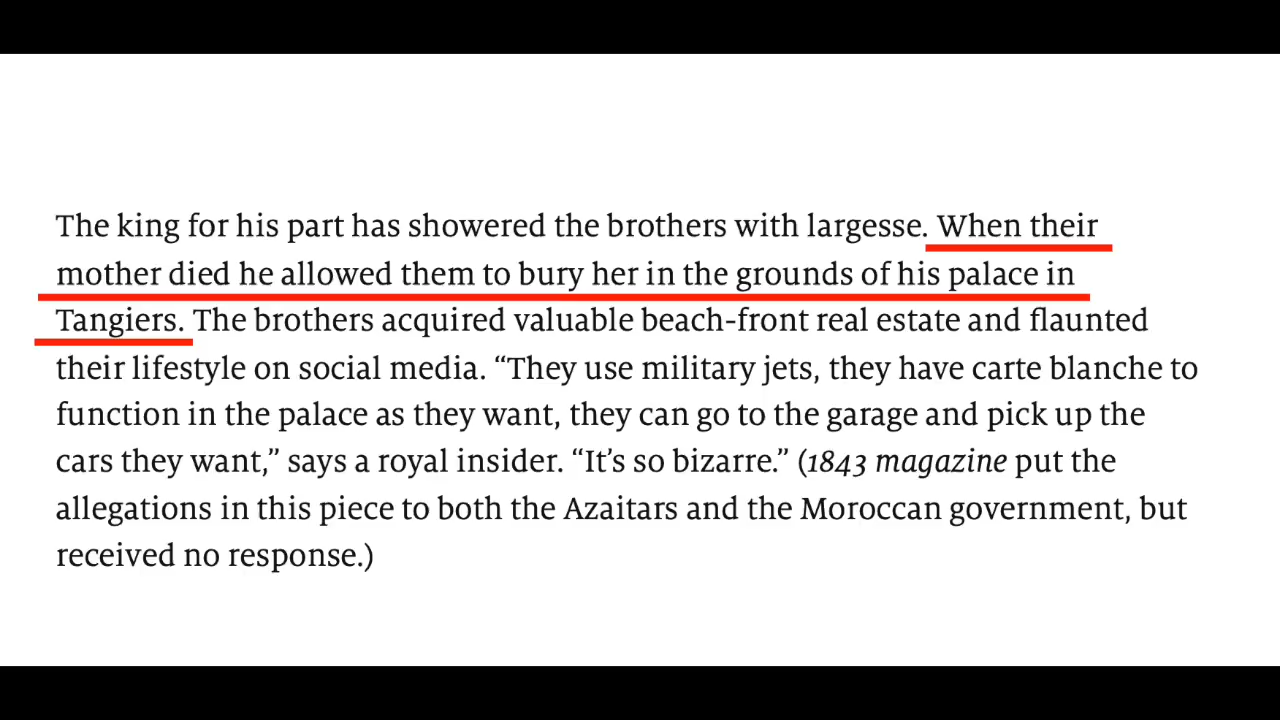 The king for his part has showered the brothers with largesse. When their
mother died he allowed them to bury her in the grounds of his palace in
Tangiers. The brothers acquired valuable beach-front real estate and flaunted
their lifestyle on social media. “They use military jets, they have carte blanche to
function in the palace as they want, they can go to the garage and pick up the
cars they want,” says a royal insider. “It’s so bizarre.” (1843 magazine put the
allegations in this piece to both the Azaitars and the Moroccan government, but
received no response.)